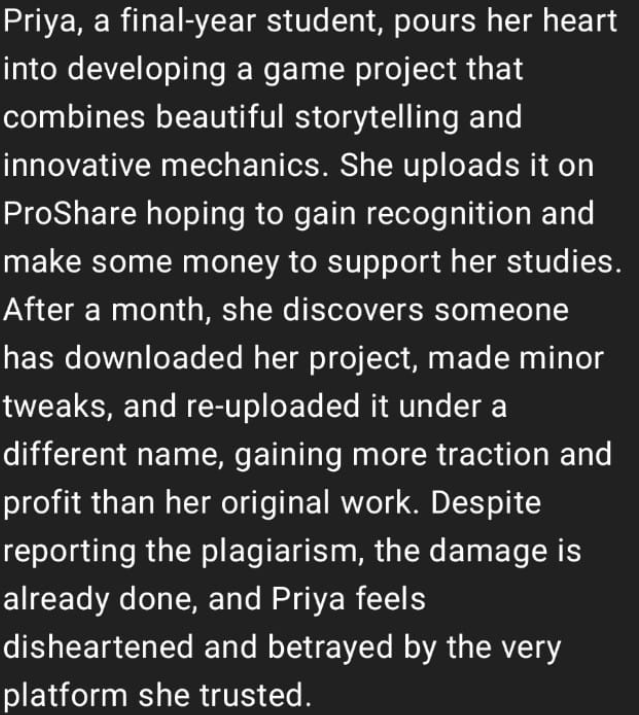 Priya, a final-year student, pours her heart
into developing a game project that
combines beautiful storytelling and
innovative mechanics. She uploads it on
ProShare hoping to gain recognition and
make some money to support her studies.
After a month, she discovers someone
has downloaded her project, made minor
tweaks, and re-uploaded it under a
different name, gaining more traction and
profit than her original work. Despite
reporting the plagiarism, the damage is
already done, and Priya feels
disheartened and betrayed by the very
platform she trusted.